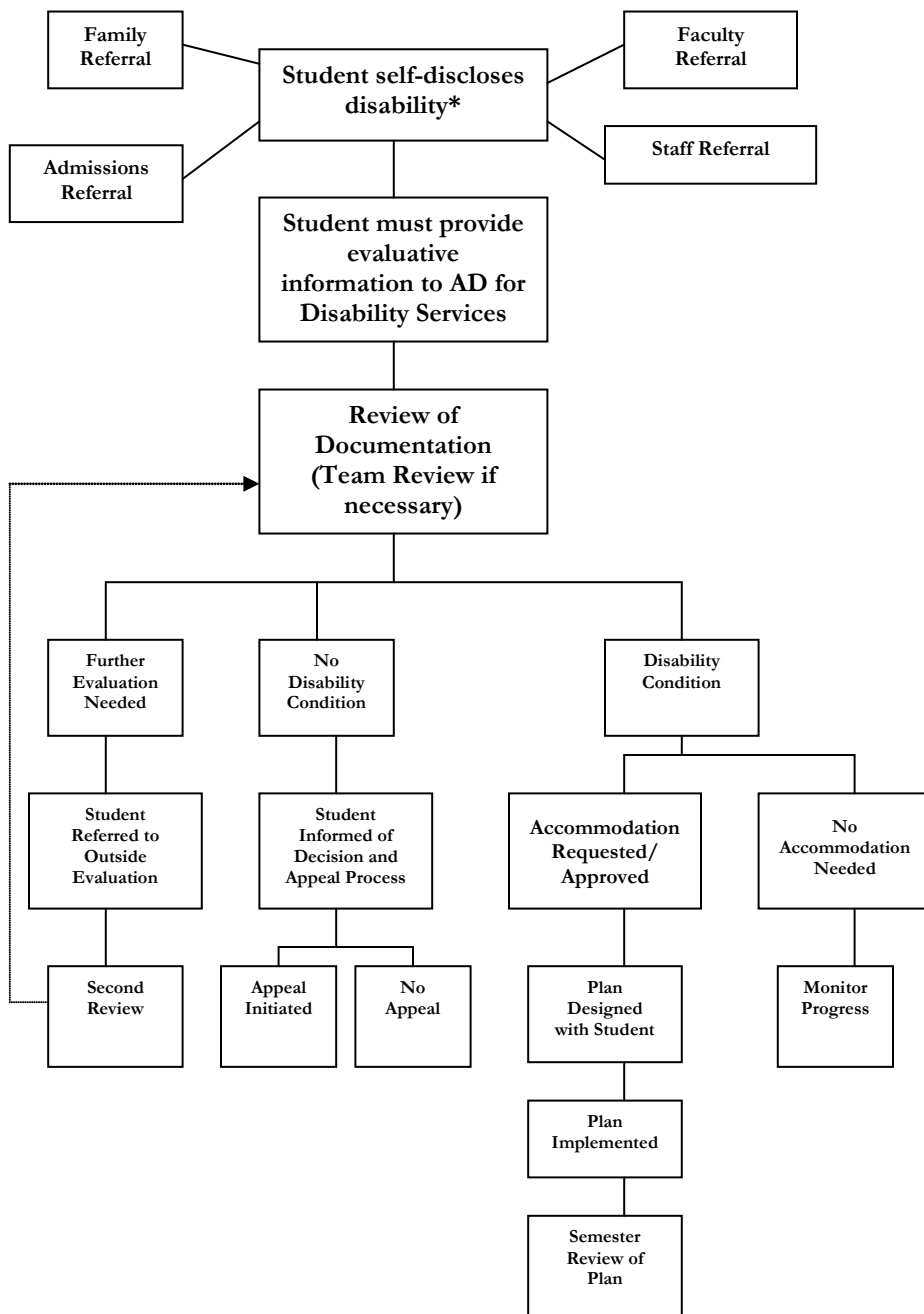 Family
Referral
Faculty
Referral
Student self-discloses
disability*
Admissions
Referral
Staff Referral
Student must provide
evaluative
information to AD for
Disability Services
Review of
Documentation
(Team Review if
necessary)
Further
Evaluation
Needed
No
Disability
Condition
Disability
Condition
Student
Referred to
Outside
Evaluation
Student
Informed of
Decision and
Appeal Process
Accommodation
Requested/
Approved
No
Accommodation
Needed
Second
Review
Appeal
Initiated
No
Appeal
Plan
Designed
with Student
Monitor
Progress
Plan
Implemented
Semester
Review of
Plan